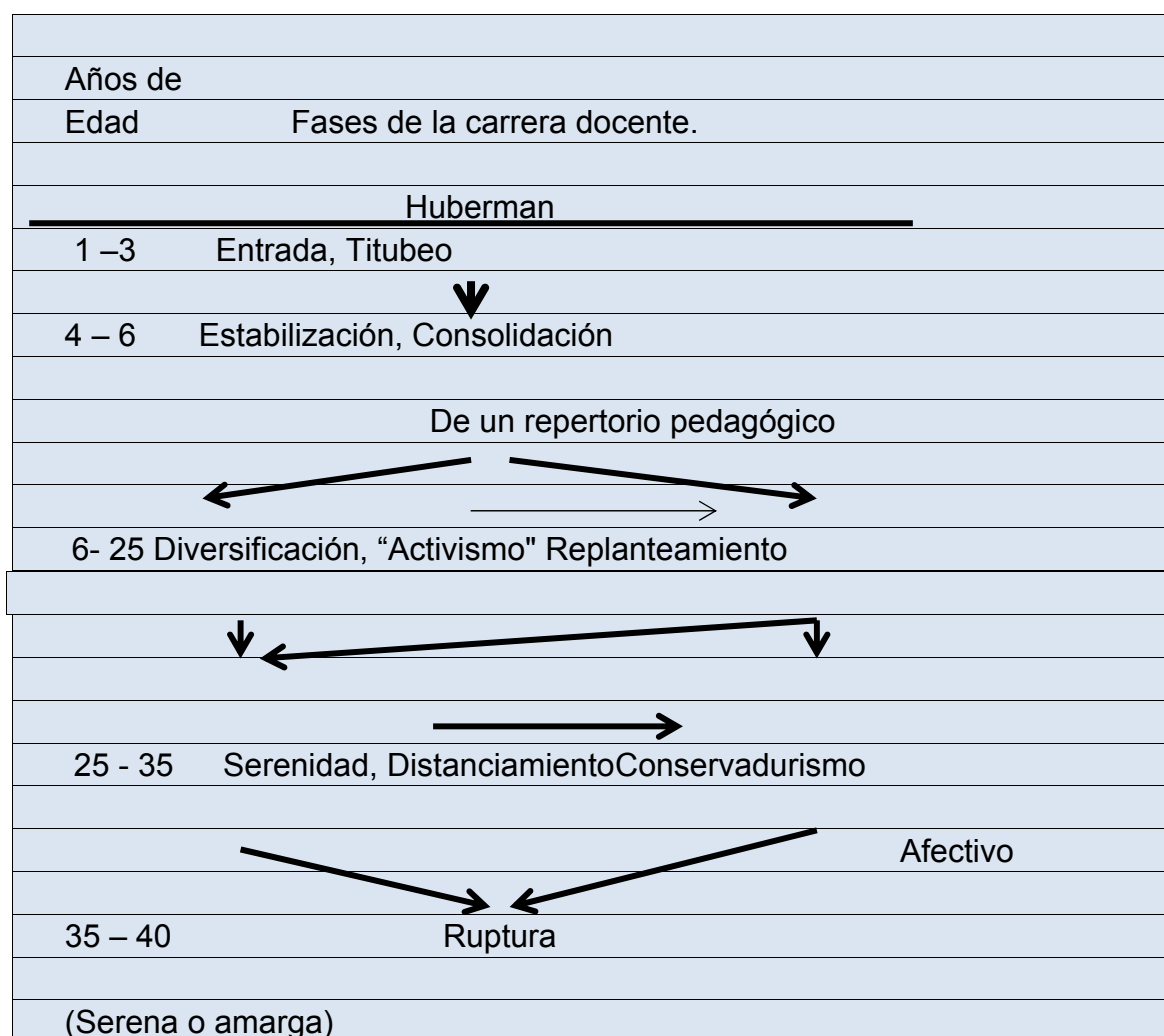 Años de
Edad Fases de la carrera docente.
Huberman
1 –3 Entrada, Titubeo
4 – 6 Estabilización, Consolidación
De un repertorio pedagógico
6- 25 Diversificación, “Activismo" Replanteamiento
25 - 35 Serenidad, DistanciamientoConservadurismo
Afectivo
35 – 40 Ruptura
(Serena o amarga)